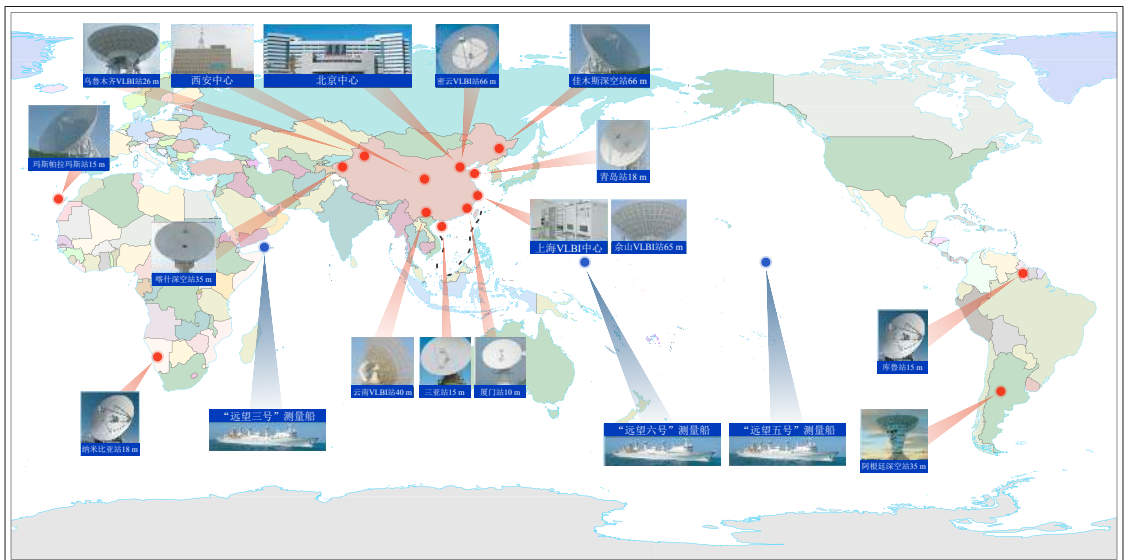 乌鲁木齐VLBI站26 m
西安中心
北京中心
密云VLBI站66 m
佳木斯深空站66 m
玛斯帕拉玛斯站15 m
青岛站18 m
喀什深空站35 m
上海VLBI中心
佘山VLBI站65 m
云南VLBI站40 m
三亚站15 m
厦门站10 m
库鲁站15 m
纳米比亚站18 m
“远望三号”测量船
“远望六号”测量船
“远望五号”测量船
阿根廷深空站35 m